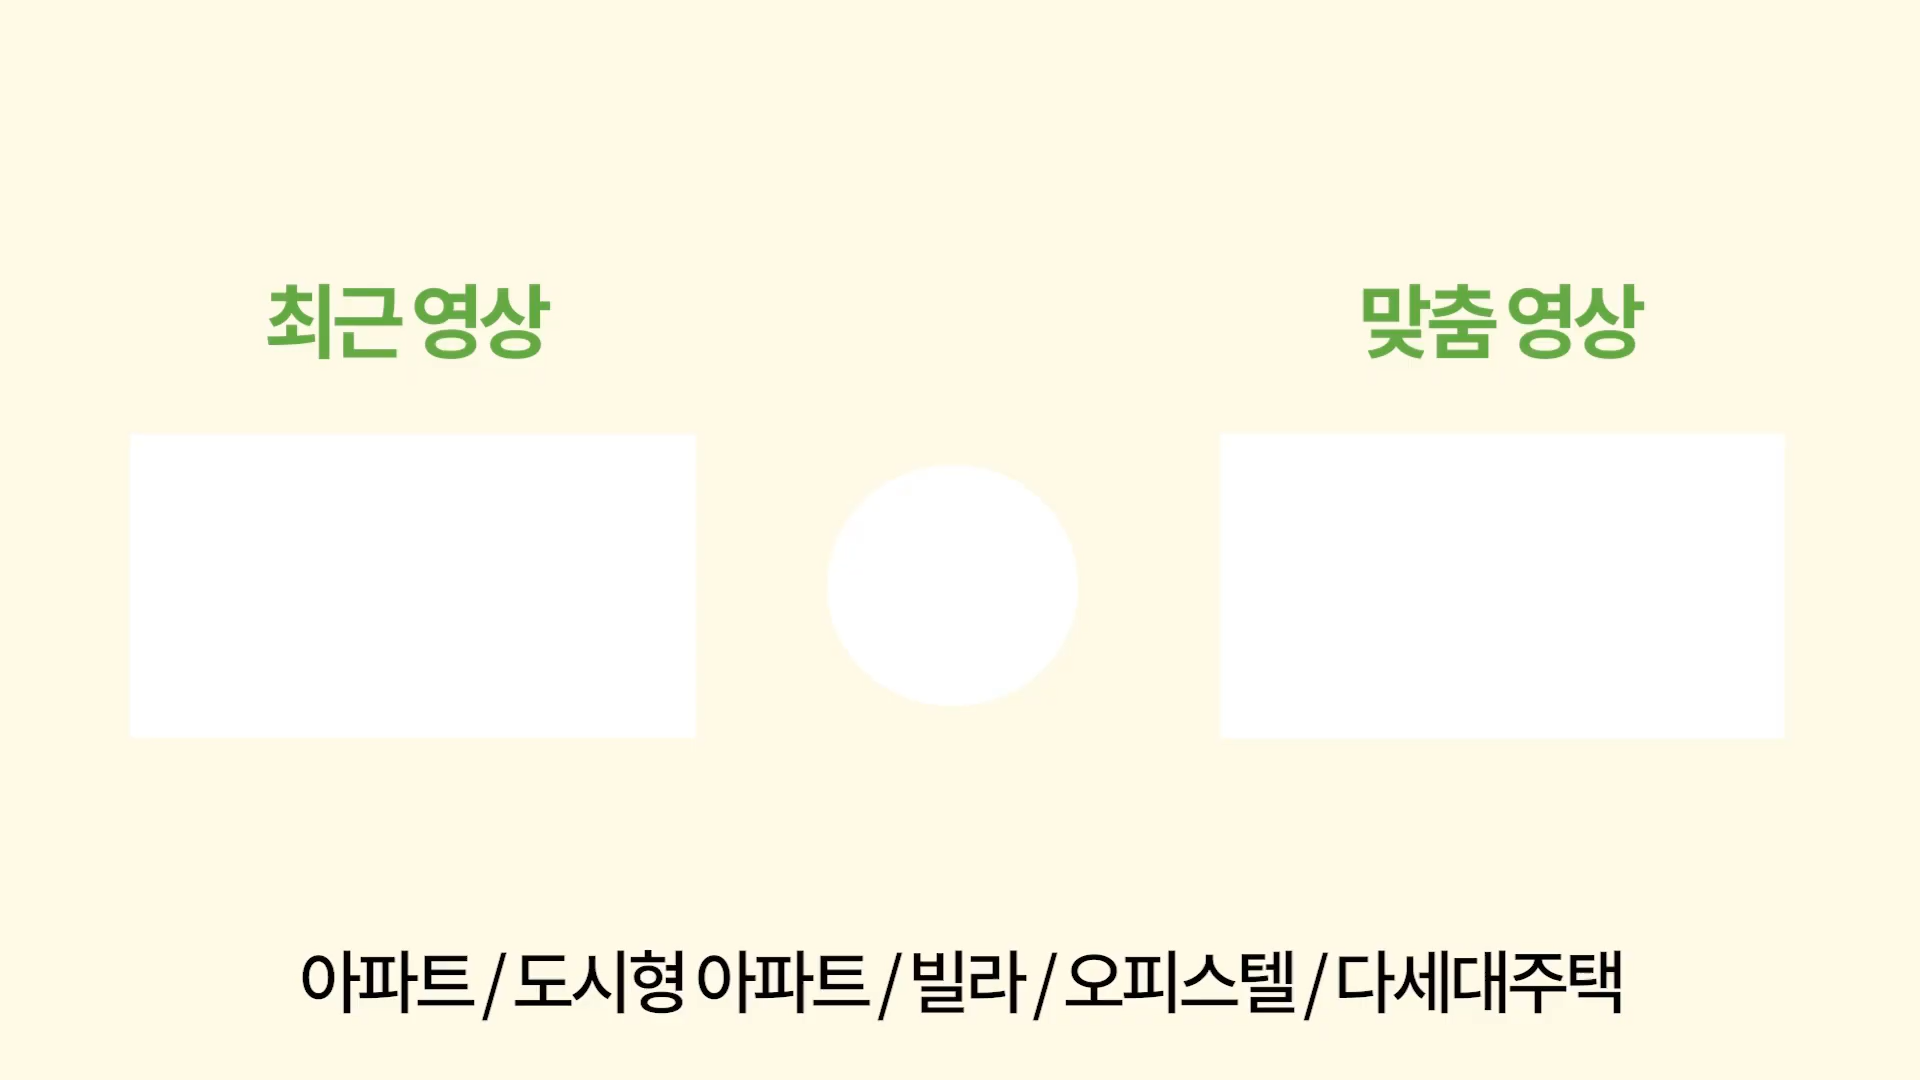 최근 영상
맞춤 영상
아파트 / 도시형 아파트 / 빌라 / 오피스텔 / 다세대주택